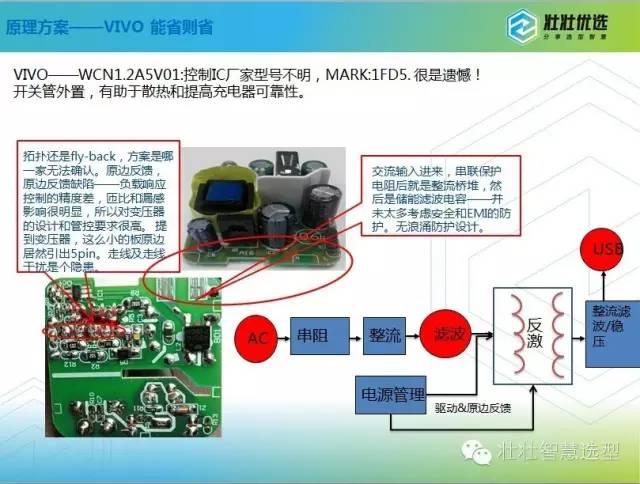 原理方案——VIVO 能省则省
壮壮优选
分享选型智慧
VIVO——WCN1.2A5V01:控制IC厂家型号不明，MARK:1FD5. 很是遗憾！
开关管外置，有助于散热和提高充电器可靠性。
拓扑还是fly-back，方案是哪
一家无法确认。原边反馈，
原边反馈缺陷——负载响应
控制的精度差，匝比和漏感
影响很明显，所以对变压器
的设计和管控要求很高。 提
到变压器，这么小的板原边
居然引出5pin。走线及走线
干扰是个隐患。
交流输入进来，串联保护
电阻后就是整流桥堆，然
后是储能滤波电容——并
未太多考虑安全和EMI的防
护。无浪涌防护设计。
USB
AC
串阻
整流
滤波
反
激
整流滤
波/稳
压
电源管理
驱动&原边反馈
BD1
R12
R2
R11
Z1
R13
壮壮智慧选型